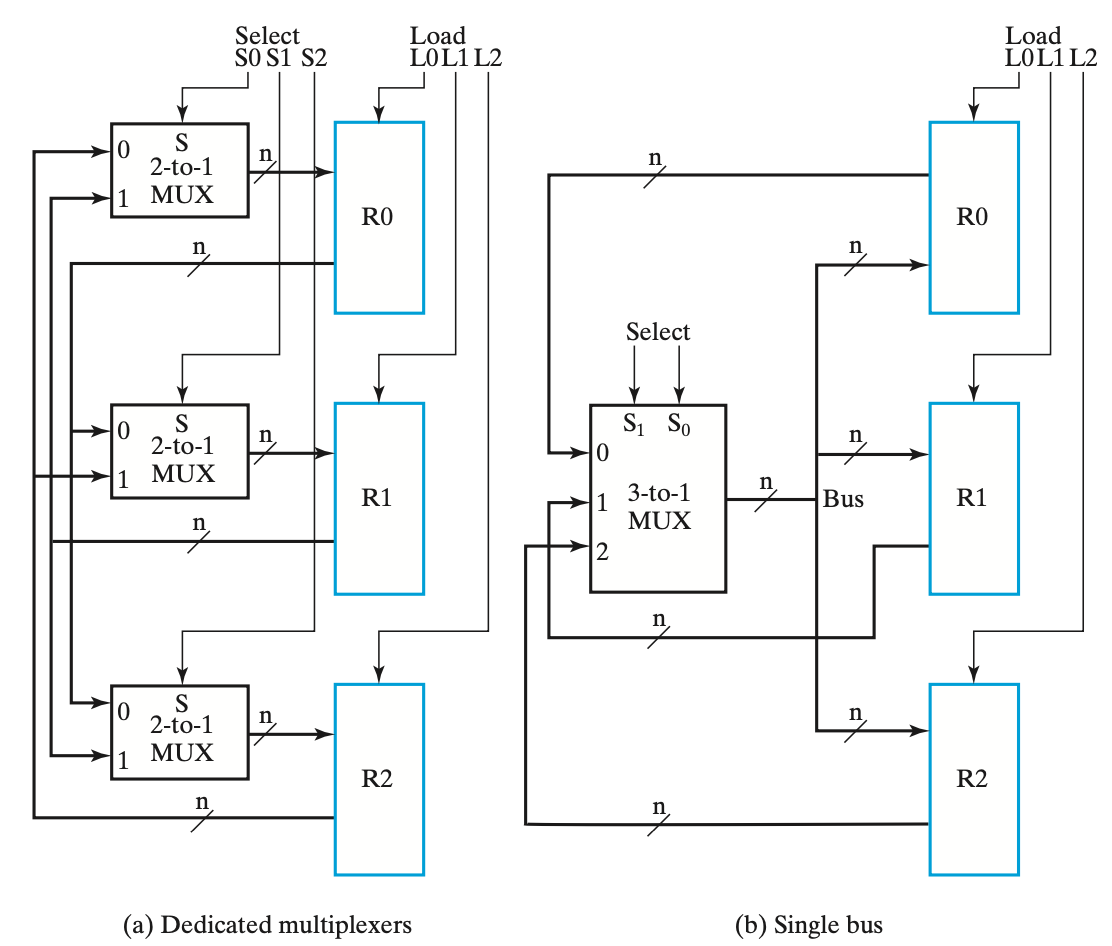 Select
S0 S1 S2
Load
L0 L1 L2
S
0
2-to-1
1
MUX
n
R0
n
S
0
2-to-1
1
MUX
n
R1
n
S
0
2-to-1
1
MUX
n
R2
n
(a) Dedicated multiplexers
Load
L0 L1 L2
n
R0
n
Select
S₁ S₀
0
1
3-to-1
MUX
2
n
Bus
n
R1
n
n
R2
n
(b) Single bus